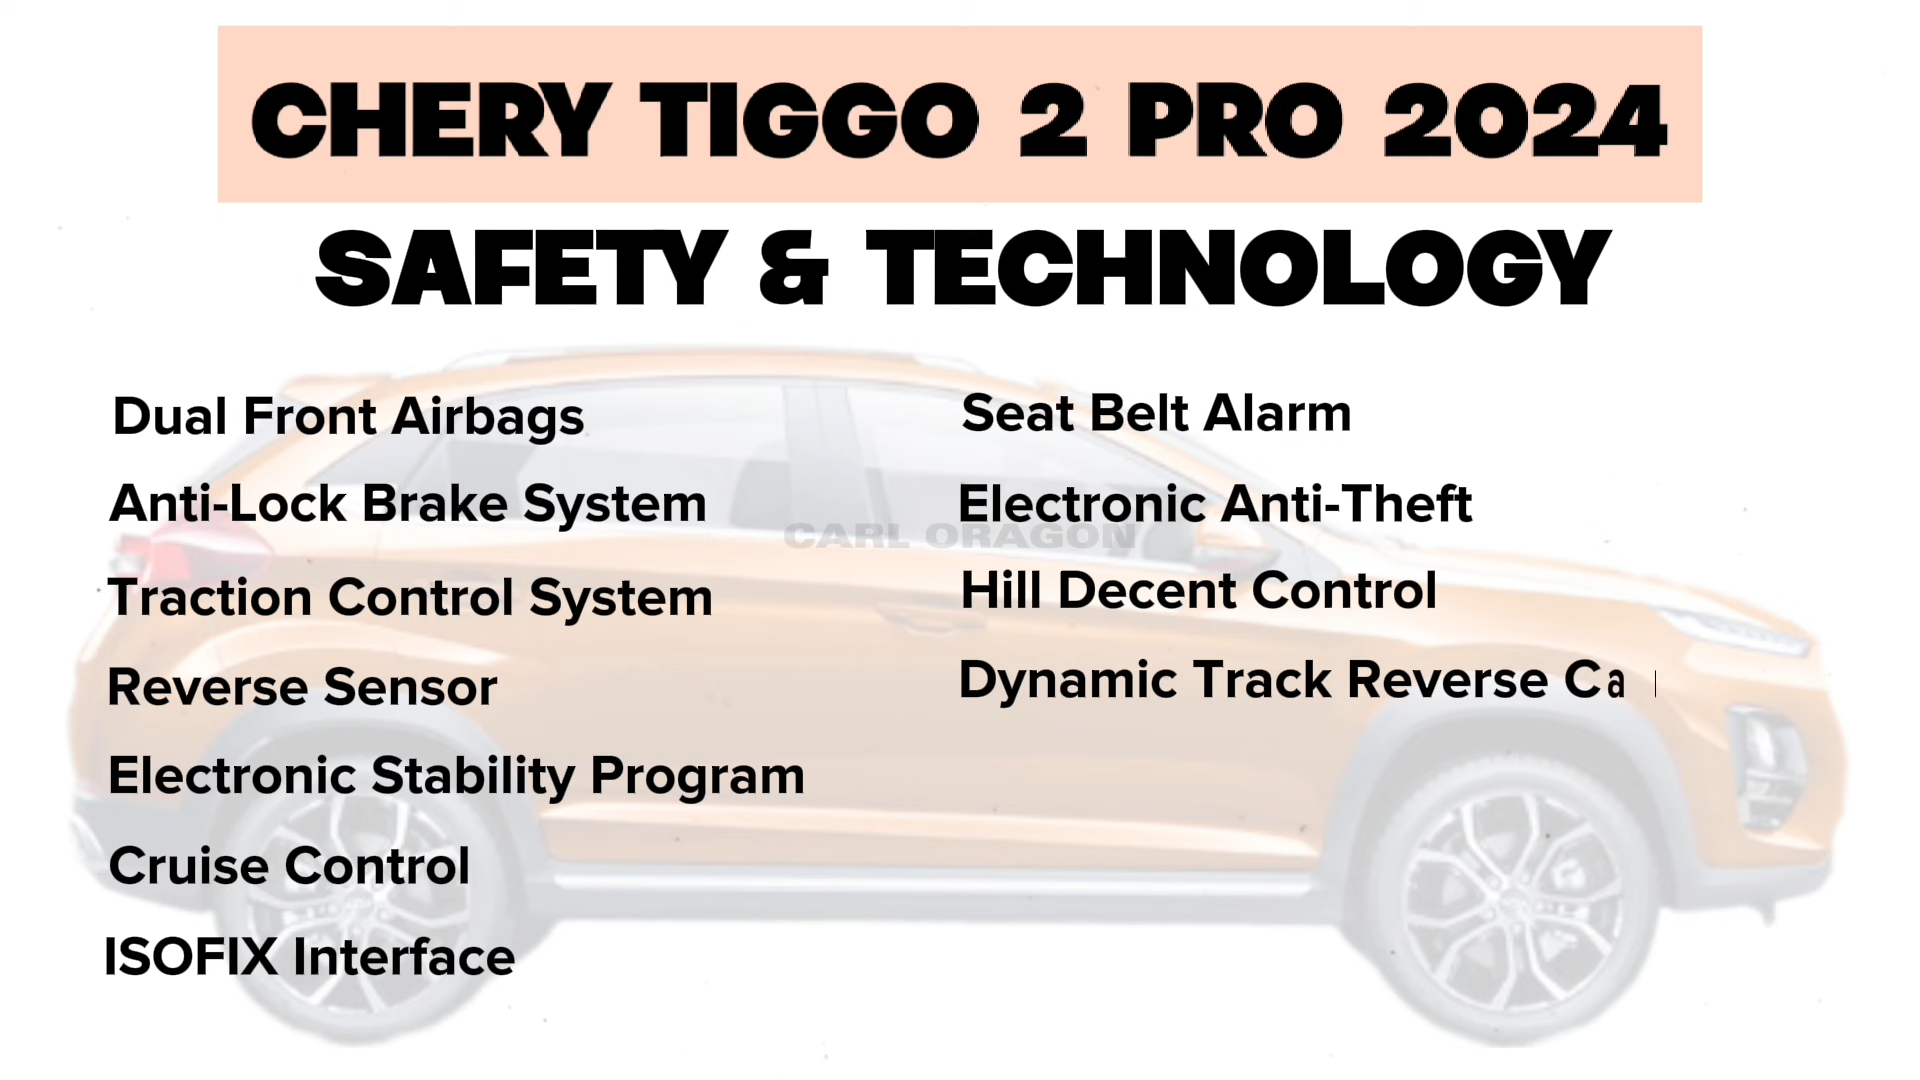 CHERY TIGGO 2 PRO 2024
SAFETY & TECHNOLOGY
Dual Front Airbags
Anti-Lock Brake System
Traction Control System
Reverse Sensor
Electronic Stability Program
Cruise Control
ISOFIX Interface
Seat Belt Alarm
Electronic Anti-Theft
Hill Decent Control
Dynamic Track Reverse Ca
CARL ORAGON